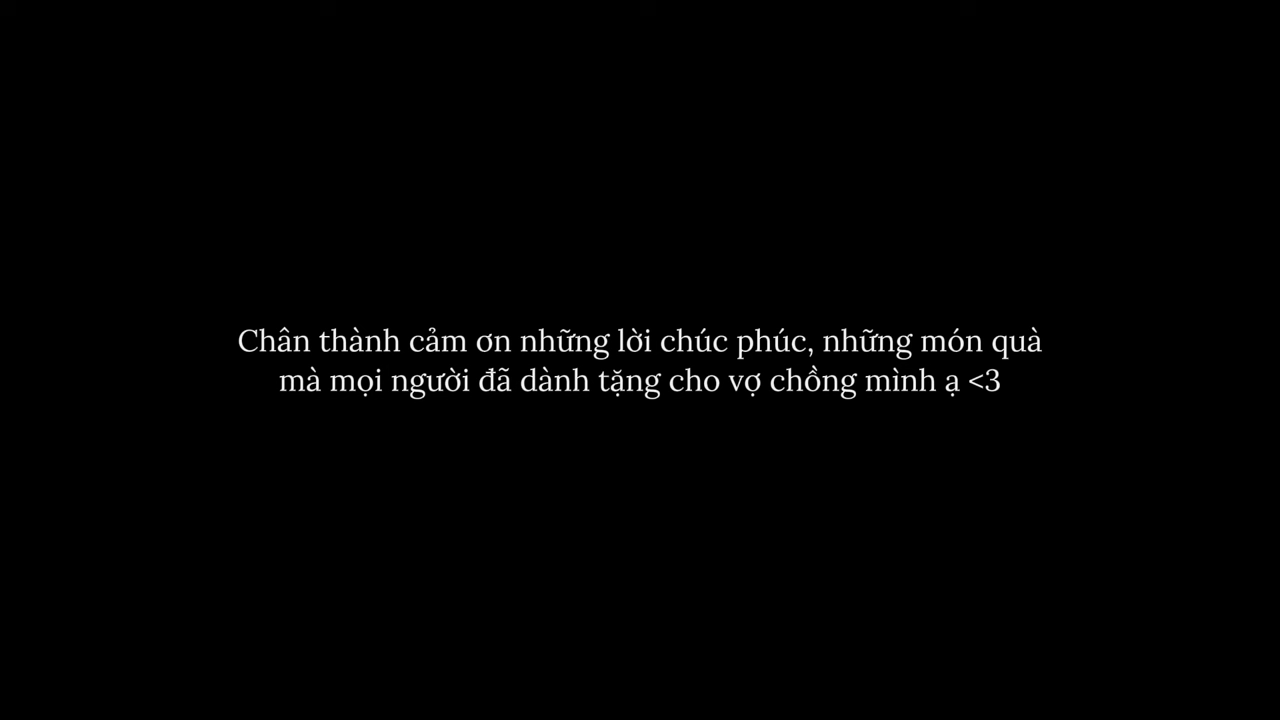 Chân thành cảm ơn những lời chúc phúc, những món quà
mà mọi người đã dành tặng cho vợ chồng mình ạ <3